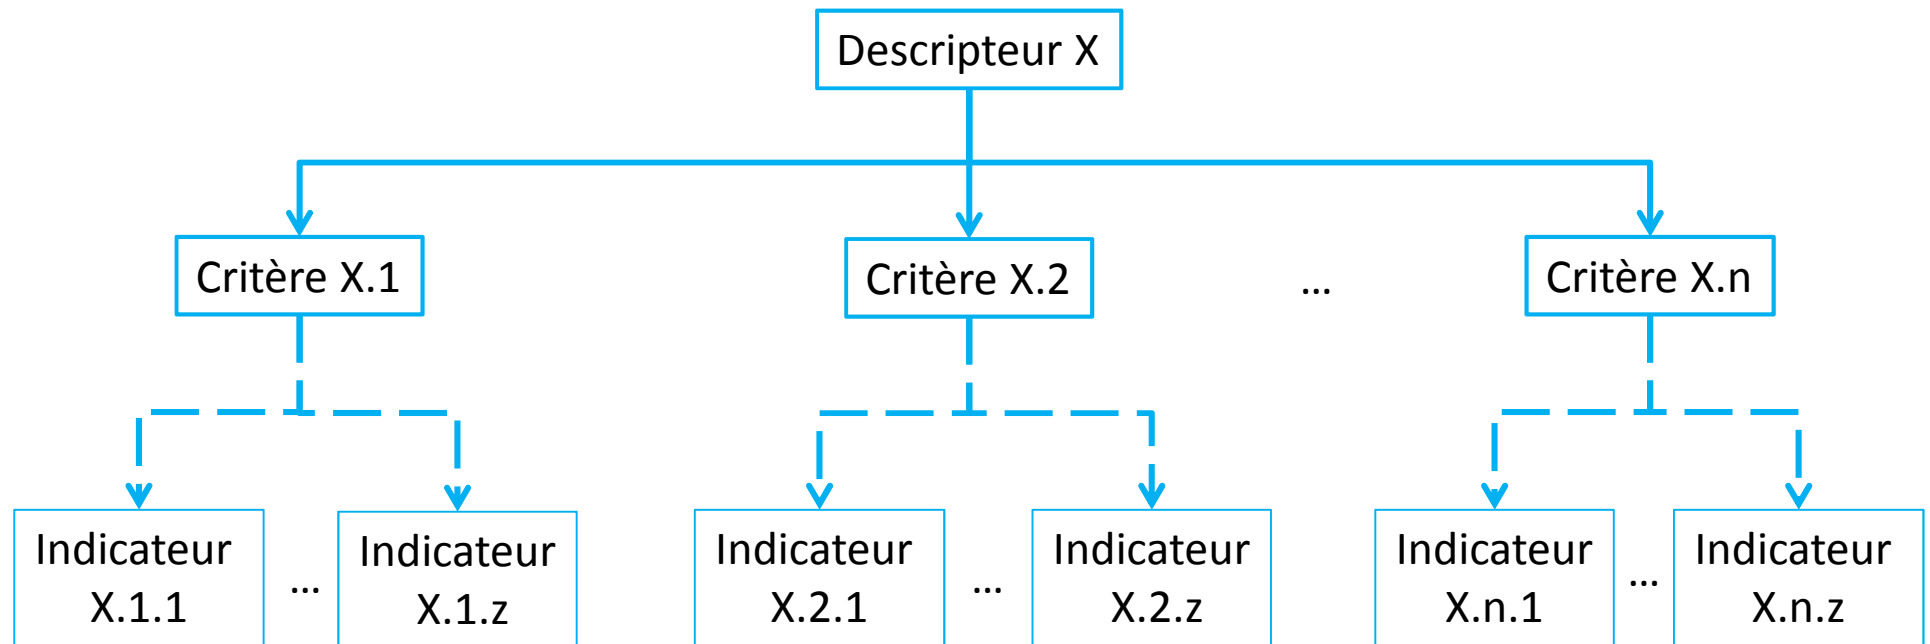 Descripteur X
Critère X.1
Critère X.2
...
Critère X.n
Indicateur
X.1.1
...
Indicateur
X.1.z
Indicateur
X.2.1
...
Indicateur
X.2.z
Indicateur
X.n.1
...
Indicateur
X.n.z